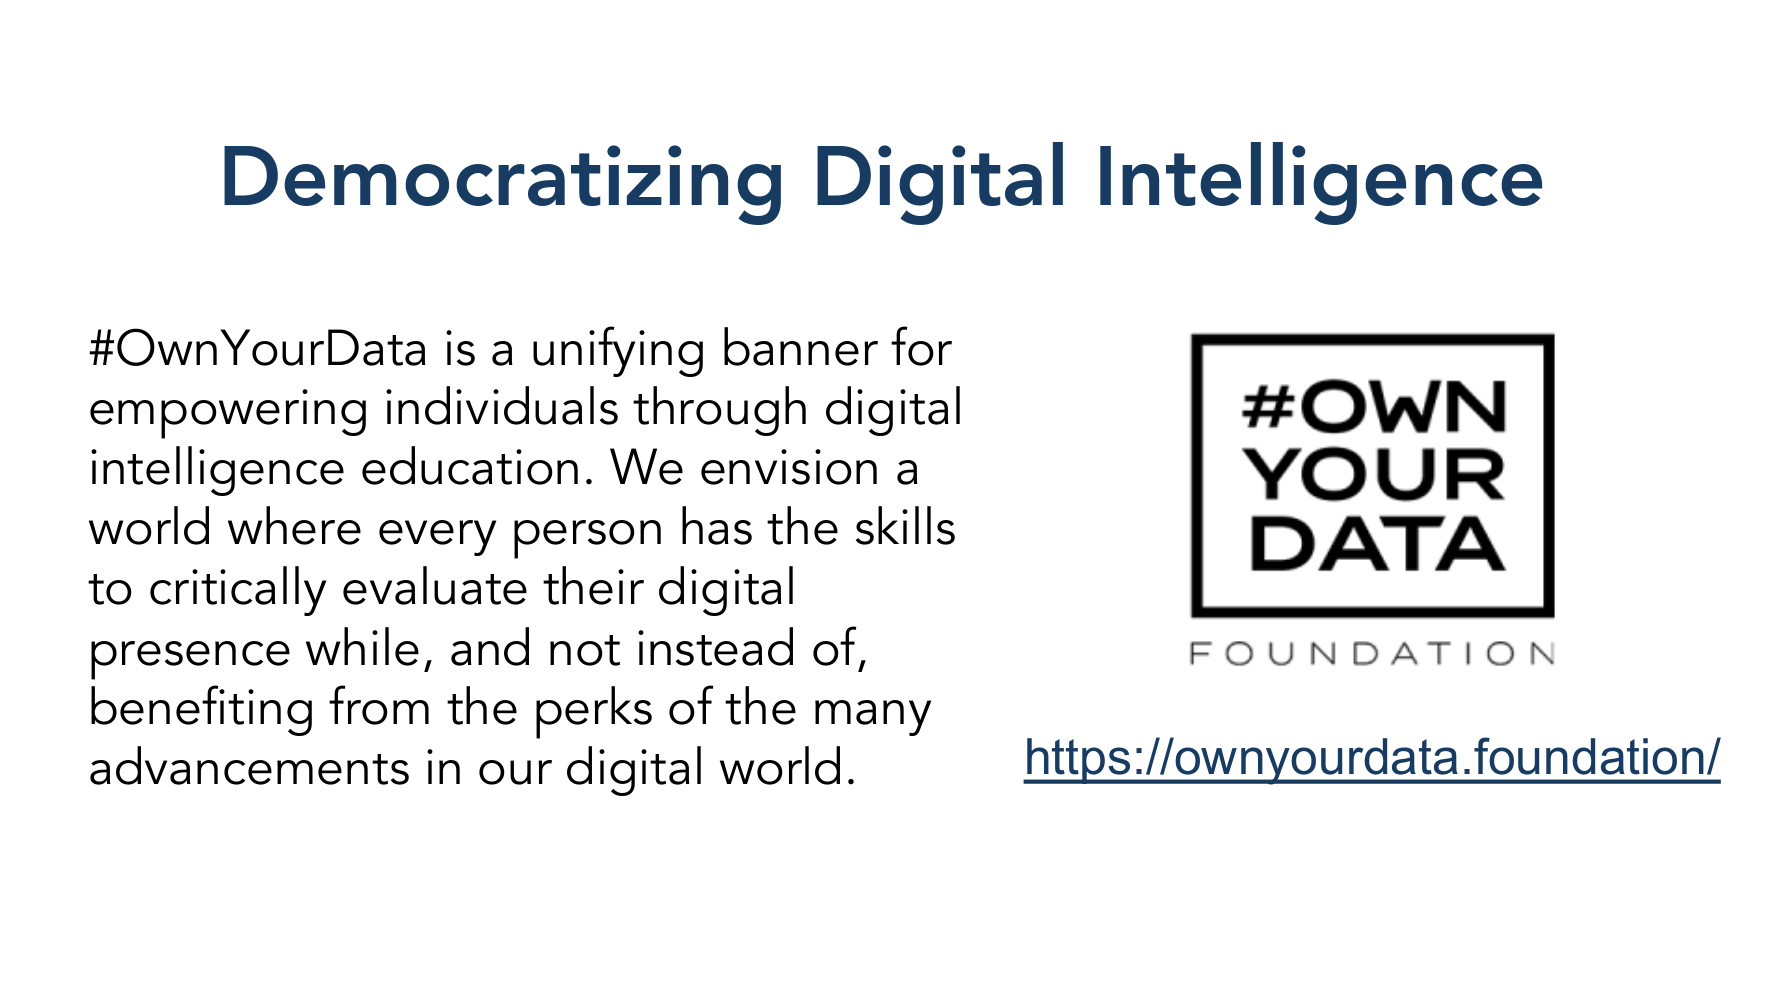 Democratizing Digital Intelligence
#OwnYourData is a unifying banner for
empowering individuals through digital
intelligence education. We envision a
world where every person has the skills
to critically evaluate their digital
presence while, and not instead of,
benefiting from the perks of the many
advancements in our digital world.
#OWN
YOUR
DATA
FOUNDATION
https://ownyourdata.foundation/